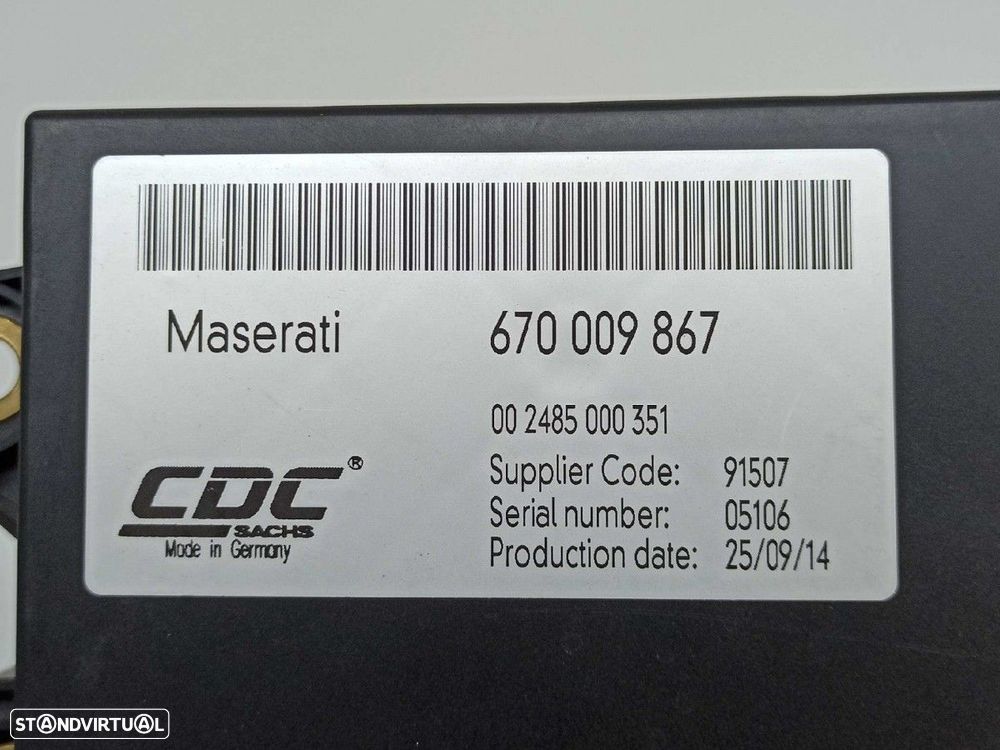 Maserati 670 009 867
00 2485 000 351
CDC®
SACHS
Made in Germany
Supplier Code: 91507
Serial number: 05106
Production date: 25/09/14
STANDVIRTUAL